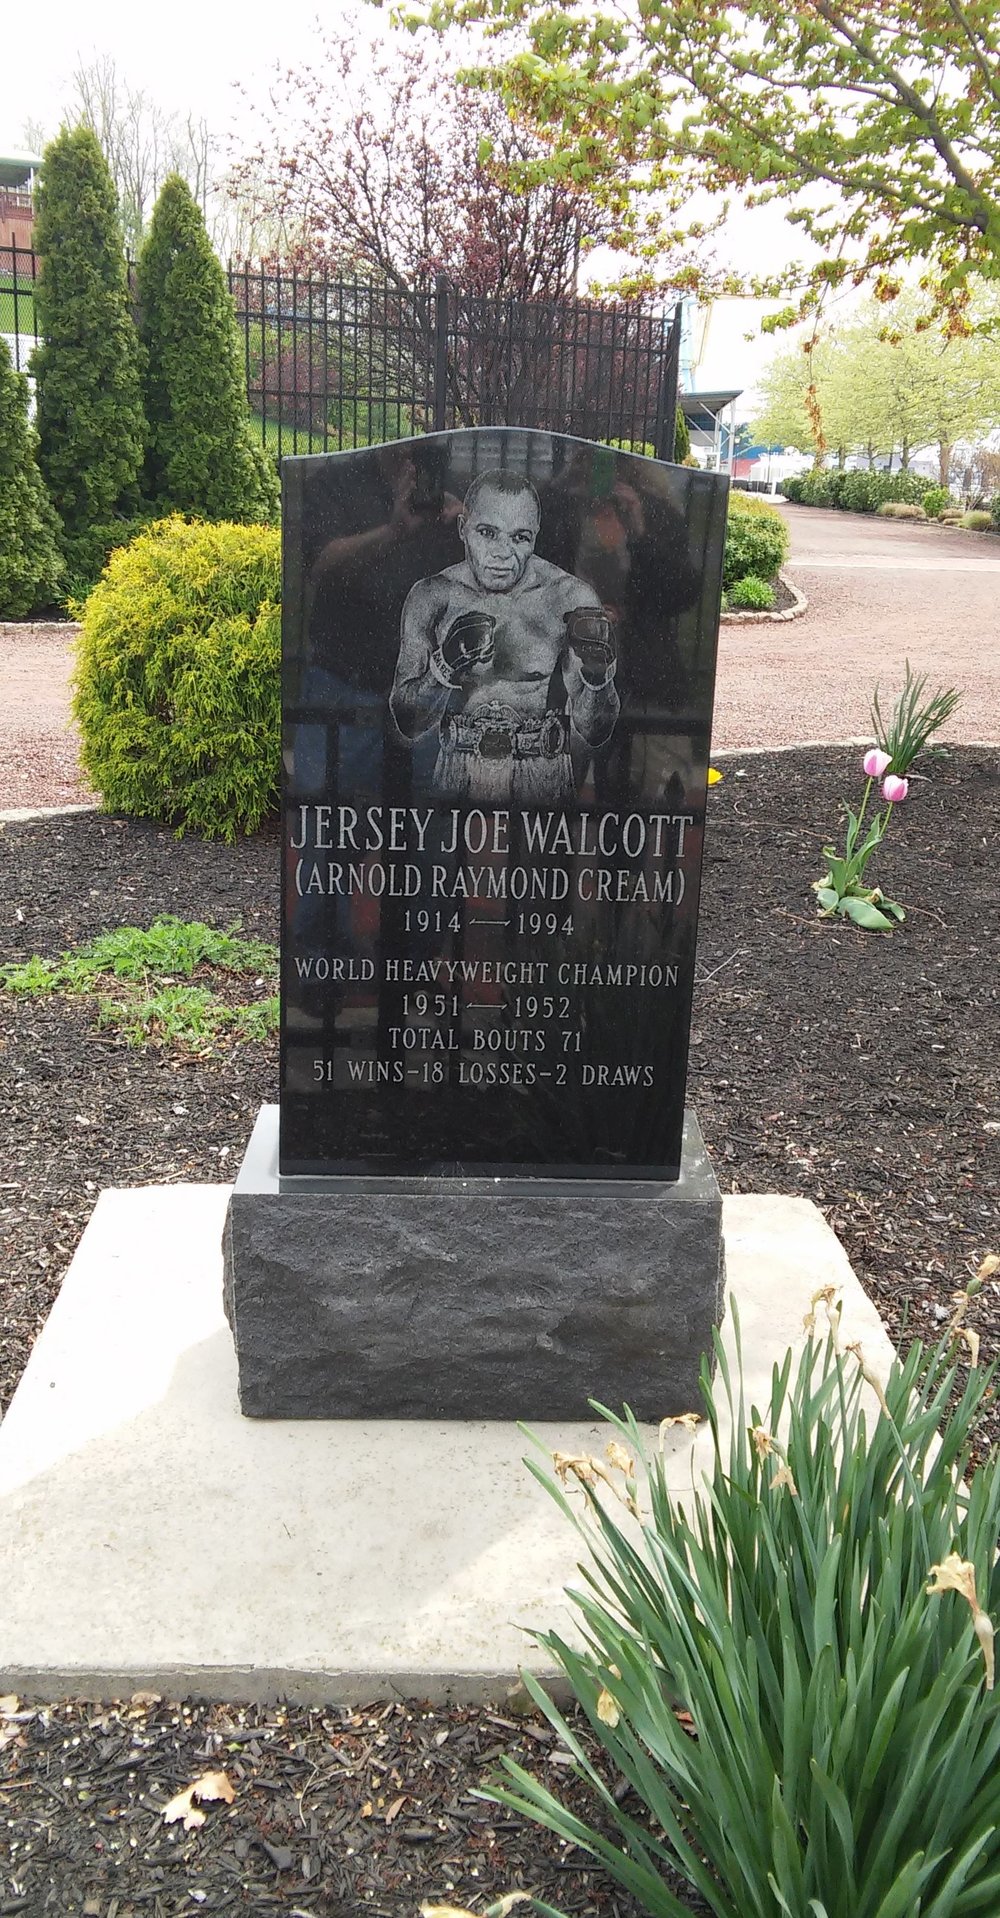 JERSEY JOE WALCOTT
(ARNOLD RAYMOND CREAM)
1914 — 1994
WORLD HEAVYWEIGHT CHAMPION
1951 — 1952
TOTAL BOUTS 71
51 WINS-18 LOSSES-2 DRAWS